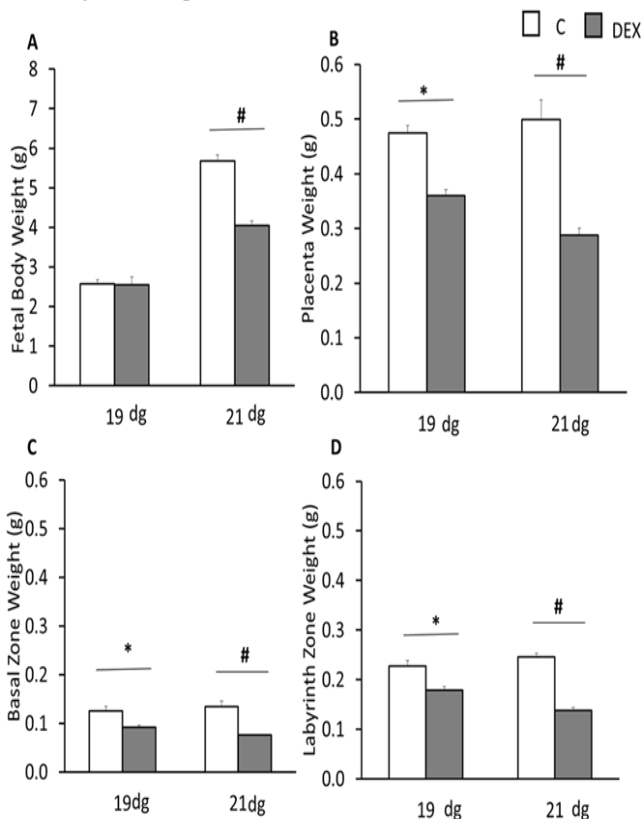 C DEX
A
Fetal Body Weight (g)
8
7
6
5
4
3
2
1
0
#
19 dg 21 dg
B
Placenta Weight (g)
0.6
0.5
0.4
0.3
0.2
0.1
0.0
* #
19 dg 21 dg
C
Basal Zone Weight (g)
0.6
0.5
0.4
0.3
0.2
0.1
0.0
* #
19dg 21dg
D
Labyrinth Zone Weight (g)
0.6
0.5
0.4
0.3
0.2
0.1
0.0
* #
19 dg 21 dg